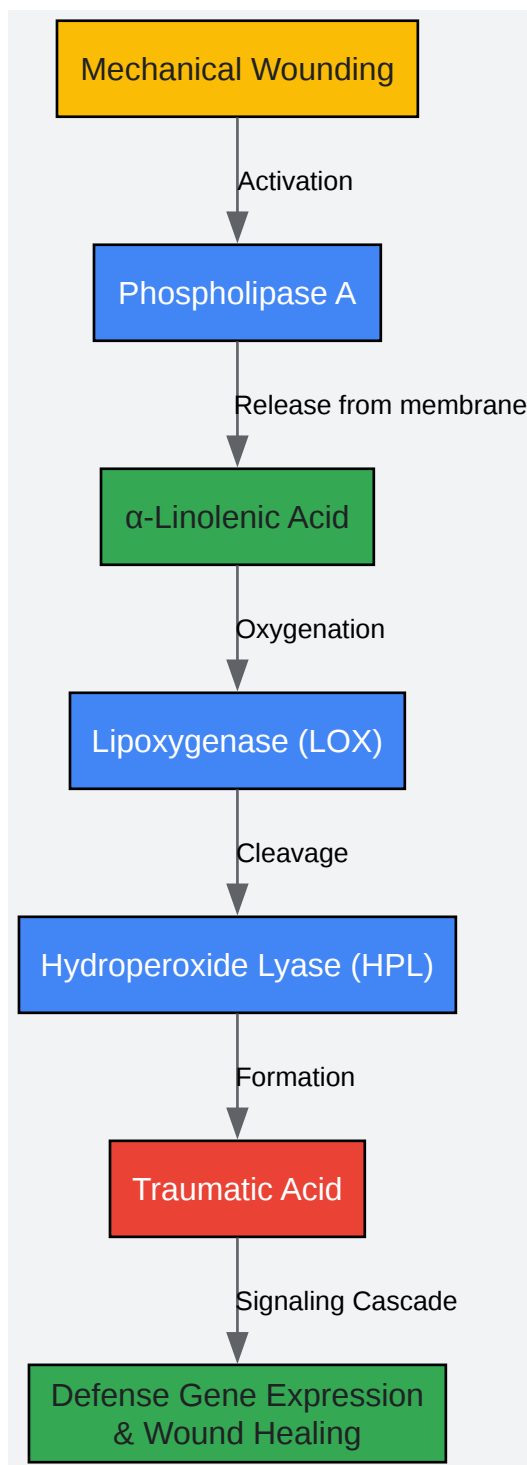 Mechanical Wounding
Activation
Phospholipase A
Release from membrane
α-Linolenic Acid
Oxygenation
Lipoxygenase (LOX)
Cleavage
Hydroperoxide Lyase (HPL)
Formation
Traumatic Acid
Signaling Cascade
Defense Gene Expression
& Wound Healing